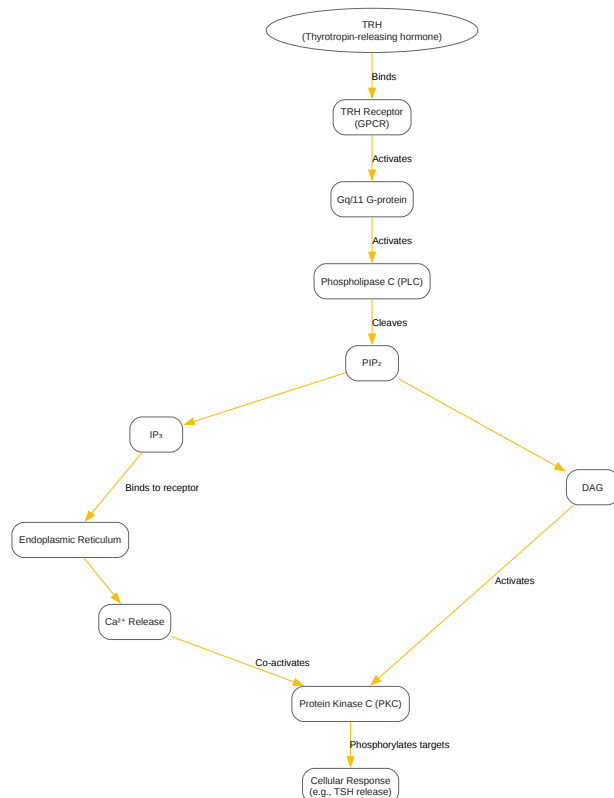 TRH
(Thyrotropin-releasing hormone)
Binds
TRH Receptor
(GPCR)
Activates
Gq/11 G-protein
Activates
Phospholipase C (PLC)
Cleaves
PIP₂
IP₃
DAG
Binds to receptor
Endoplasmic Reticulum
Activates
Ca²⁺ Release
Co-activates
Protein Kinase C (PKC)
Phosphorylates targets
Cellular Response
(e.g., TSH release)